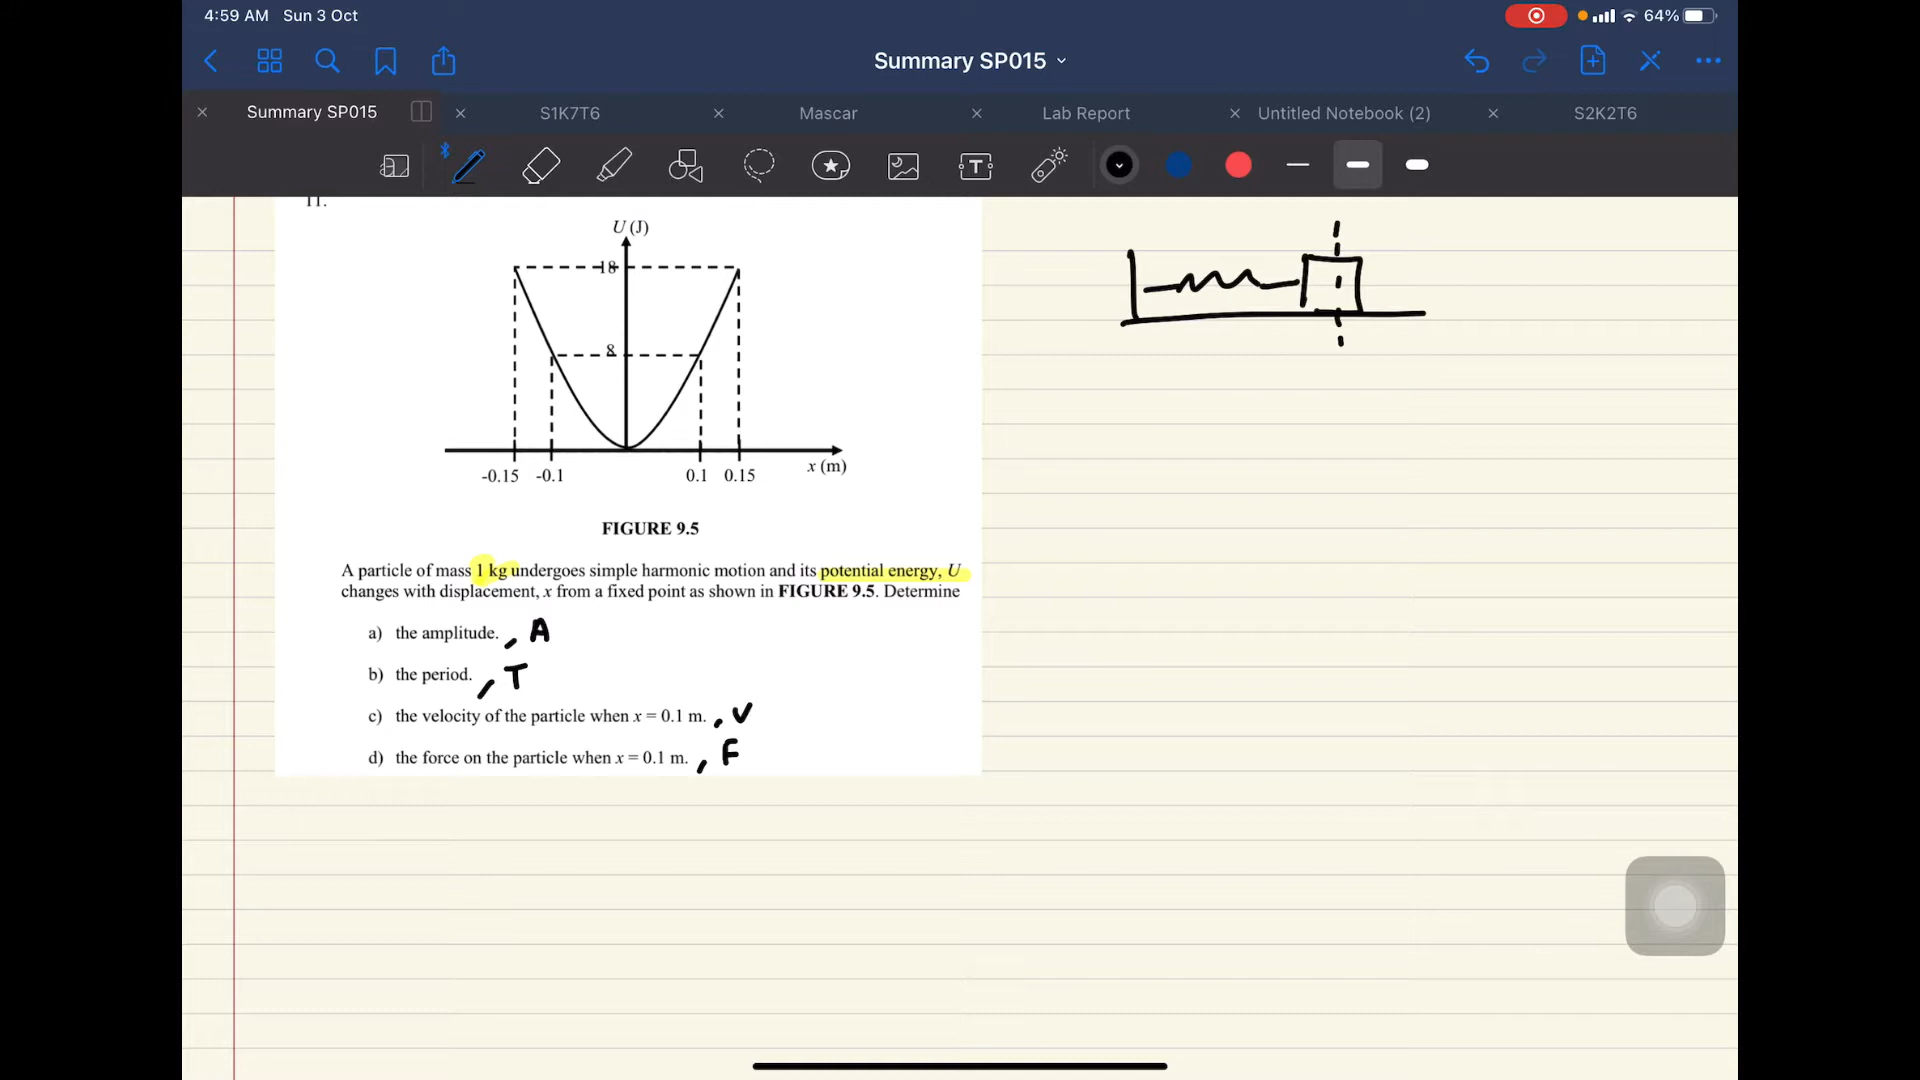 4:59 AM Sun 3 Oct
64%
Summary SP015
Summary SP015
S1K7T6
Mascar
Lab Report
Untitled Notebook (2)
S2K2T6
11.
U (J)
18
8
-0.15 -0.1 0.1 0.15
x (m)
FIGURE 9.5
A particle of mass 1 kg undergoes simple harmonic motion and its potential energy, U
changes with displacement, x from a fixed point as shown in FIGURE 9.5. Determine
a) the amplitude. , A
b) the period. , T
c) the velocity of the particle when x = 0.1 m. , v
d) the force on the particle when x = 0.1 m. , F